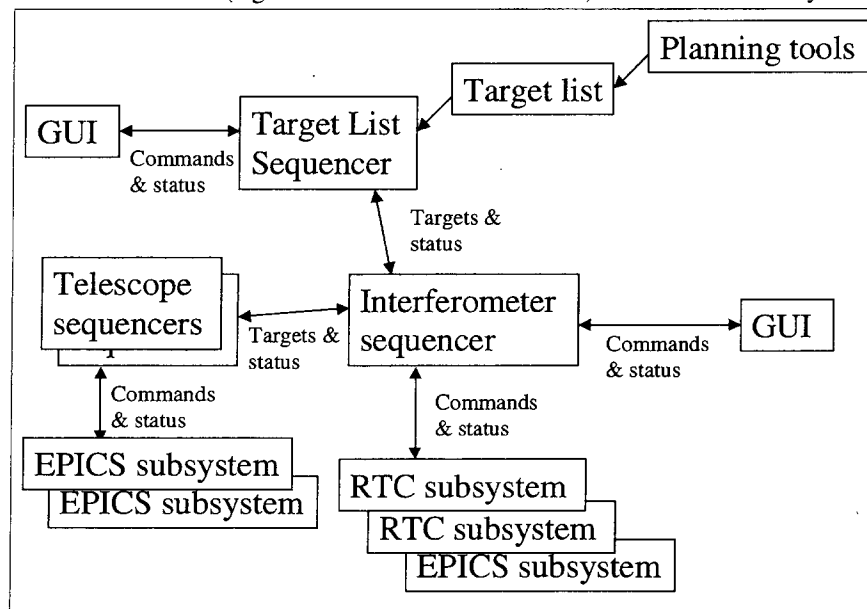 Planning tools
Target list
GUI
Target List
Sequencer
Commands
& status
Targets &
status
Telescope
sequencers
Interferometer
sequencer
GUI
Targets &
status
Commands
& status
Commands
& status
Commands
& status
EPICS subsystem
EPICS subsystem
RTC subsystem
RTC subsystem
EPICS subsystem